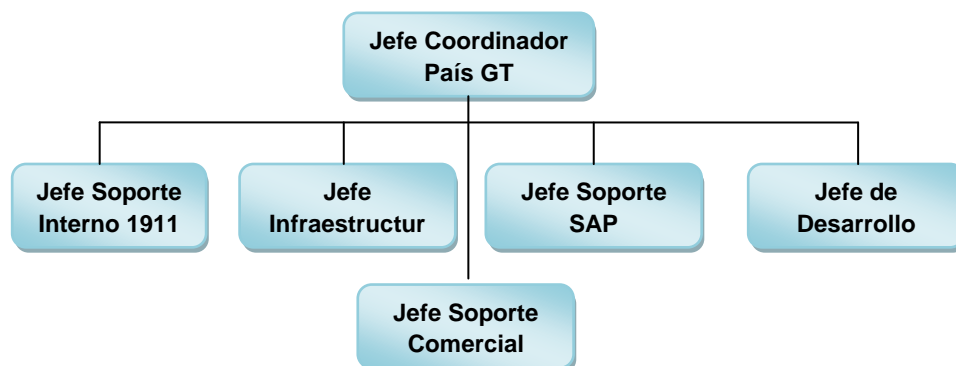 Jefe Coordinador
País GT
Jefe Soporte
Interno 1911
Jefe
Infraestructur
Jefe Soporte
SAP
Jefe de
Desarrollo
Jefe Soporte
Comercial